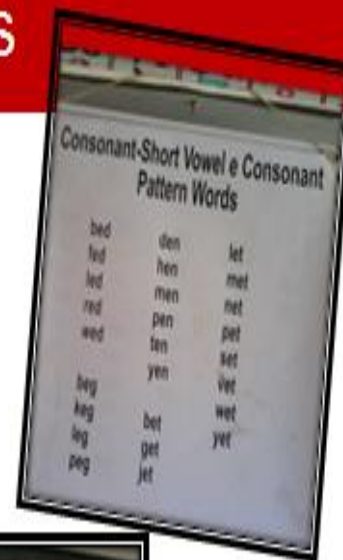 s
Consonant-Short Vowel e Consonant
Pattern Words
bed
fed
led
red
wed
beg
keg
leg
peg
den
hen
men
pen
ten
yen
bet
get
jet
let
met
net
pet
set
vet
wet
yet